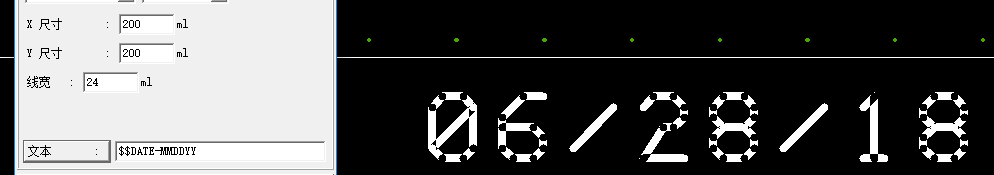 X 尺寸 : 200 ml
Y 尺寸 : 200 ml
线宽 : 24 ml
文本 : $$DATE-MMDDYY
06/28/18